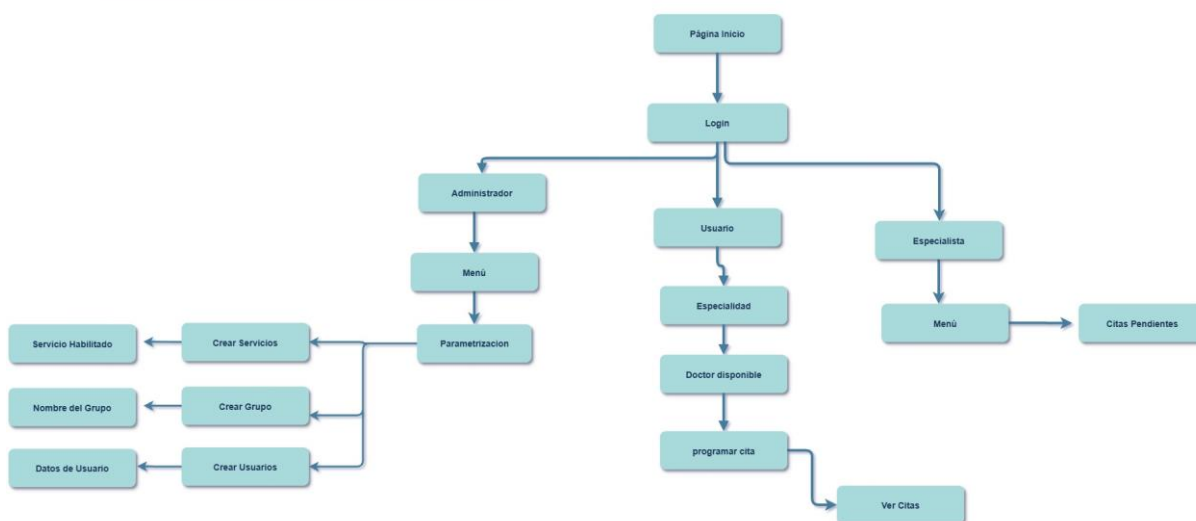 Página Inicio
Login
Administrador
Usuario
Especialista
Menú
Especialidad
Menú
Citas Pendientes
Servicio Habilitado
Crear Servicios
Parametrizacion
Doctor disponible
Nombre del Grupo
Crear Grupo
programar cita
Datos de Usuario
Crear Usuarios
Ver Citas